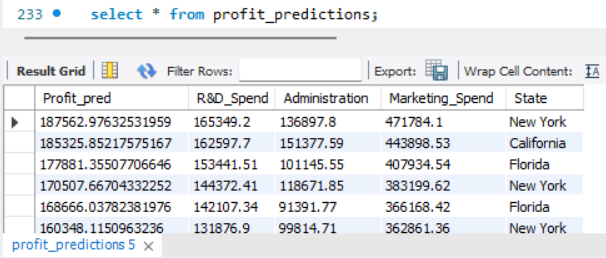 233 select * from profit_predictions;
Result Grid Filter Rows: Export: Wrap Cell Content:
Profit_pred R&D_Spend Administration Marketing_Spend State
187562.97632531959 165349.2 136897.8 471784.1 New York
185325.85217575167 162597.7 151377.59 443898.53 California
177881.35507706646 153441.51 101145.55 407934.54 Florida
170507.66704332252 144372.41 118671.85 383199.62 New York
168666.03782381976 142107.34 91391.77 366168.42 Florida
160348.1150963236 131876.9 99814.71 362861.36 New York
profit_predictions 5